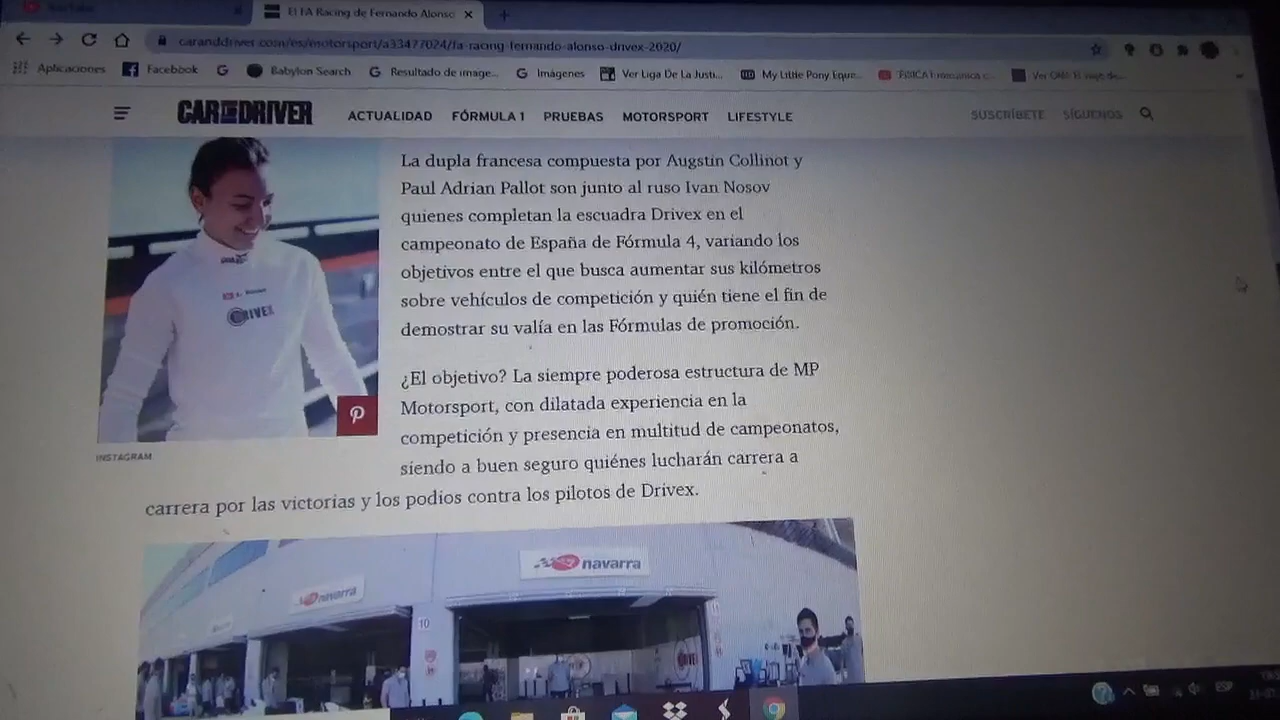 YouTube
El FA Racing de Fernando Alonso
caranddriver.com/es/motorsport/a33477024/fa-racing-fernando-alonso-drivex-2020/
Aplicaciones Facebook Babylon Search Resultado de image... Imágenes Ver Liga De La Justi... My Little Pony Eque...
CAR AND DRIVER ACTUALIDAD FÓRMULA 1 PRUEBAS MOTORSPORT LIFESTYLE SUSCRÍBETE SÍGUENOS
La dupla francesa compuesta por Augstin Collinot y
Paul Adrian Pallot son junto al ruso Ivan Nosov
quienes completan la escuadra Drivex en el
campeonato de España de Fórmula 4, variando los
objetivos entre el que busca aumentar sus kilómetros
sobre vehículos de competición y quién tiene el fin de
demostrar su valía en las Fórmulas de promoción.
DRIVEX
¿El objetivo? La siempre poderosa estructura de MP
Motorsport, con dilatada experiencia en la
competición y presencia en multitud de campeonatos,
siendo a buen seguro quiénes lucharán carrera a
INSTAGRAM
carrera por las victorias y los podios contra los pilotos de Drivex.
navarra
navarra
10
ESP